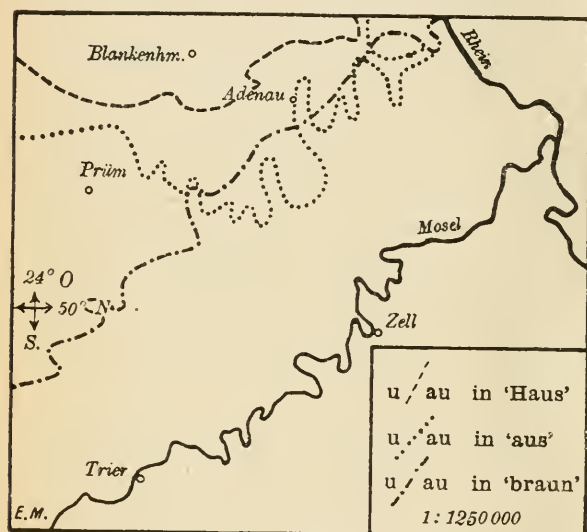 Blankenhm.
Rhein
Adenau
Prüm
Mosel
24° O
50° N
S.
Zell
u au in ‘Haus’
u au in ‘aus’
u au in ‘braun’
1:1250000
Trier
E.M.